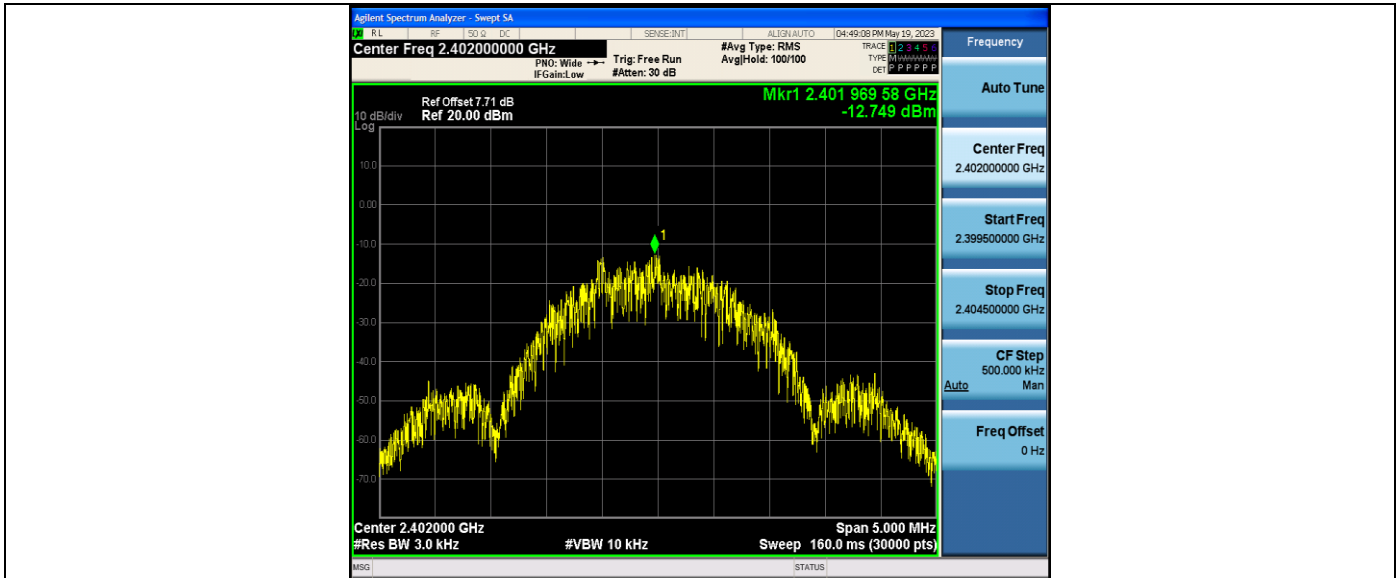 Agilent Spectrum Analyzer - Swept SA
RL RF 50 Ω DC SENSE:INT ALIGN AUTO 04:49:08 PM May 19, 2023
Center Freq 2.402000000 GHz
PNO: Wide
IFGain:Low
Trig: Free Run
#Atten: 30 dB
#Avg Type: RMS
Avg|Hold: 100/100
TRACE 1 2 3 4 5 6
TYPE M
DET P P P P P P
Ref Offset 7.71 dB
10 dB/div Ref 20.00 dBm
Log
Mkr1 2.401 969 58 GHz
-12.749 dBm
10.0
0.00
-10.0
-20.0
-30.0
-40.0
-50.0
-60.0
-70.0
1
Center 2.402000 GHz
Span 5.000 MHz
#Res BW 3.0 kHz
#VBW 10 kHz
Sweep 160.0 ms (30000 pts)
MSG
STATUS
Frequency
Auto Tune
Center Freq
2.402000000 GHz
Start Freq
2.399500000 GHz
Stop Freq
2.404500000 GHz
CF Step
500.000 kHz
Auto Man
Freq Offset
0 Hz